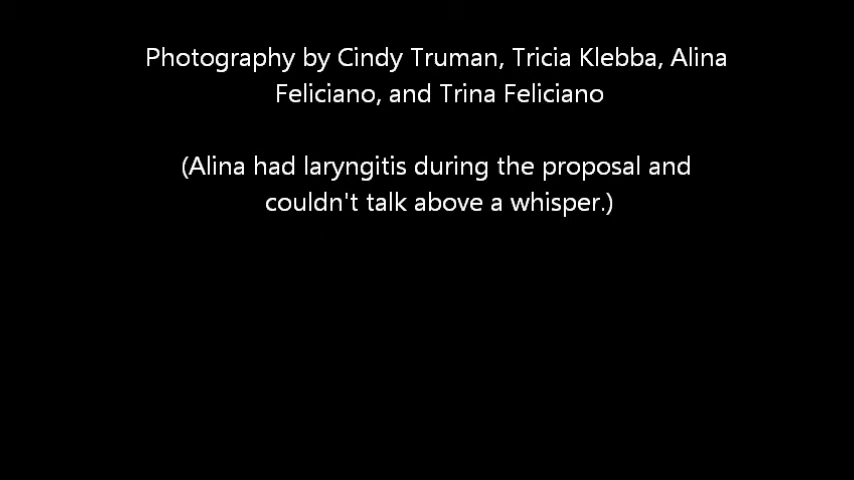 Photography by Cindy Truman, Tricia Klebba, Alina
Feliciano, and Trina Feliciano
(Alina had laryngitis during the proposal and
couldn't talk above a whisper.)